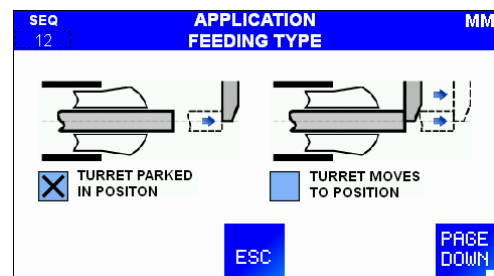 SEQ
12
APPLICATION
FEEDING TYPE
MM
TURRET PARKED
IN POSITON
TURRET MOVES
TO POSITION
ESC
PAGE
DOWN